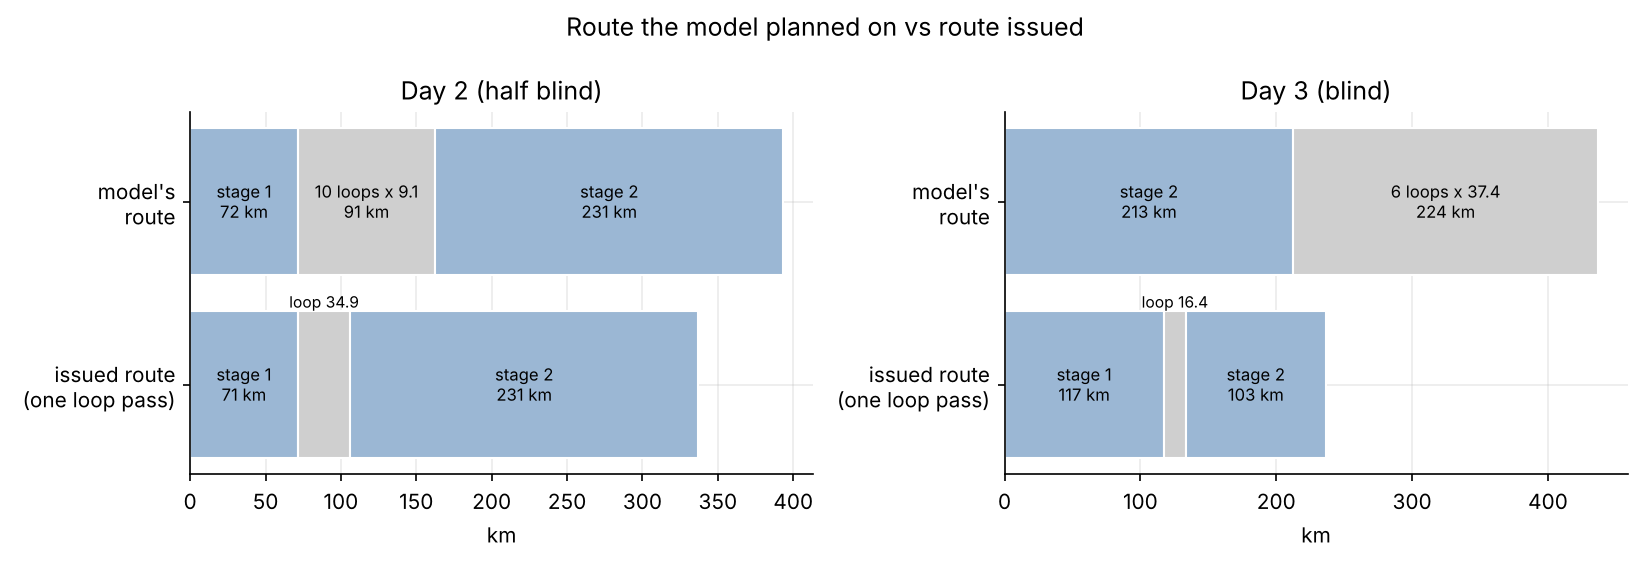 Route the model planned on vs route issued
Day 2 (half blind)
model's
route
stage 1
72 km
10 loops x 9.1
91 km
stage 2
231 km
loop 34.9
issued route
(one loop pass)
stage 1
71 km
stage 2
231 km
0 50 100 150 200 250 300 350 400
km
Day 3 (blind)
model's
route
stage 2
213 km
6 loops x 37.4
224 km
loop 16.4
issued route
(one loop pass)
stage 1
117 km
stage 2
103 km
0 100 200 300 400
km